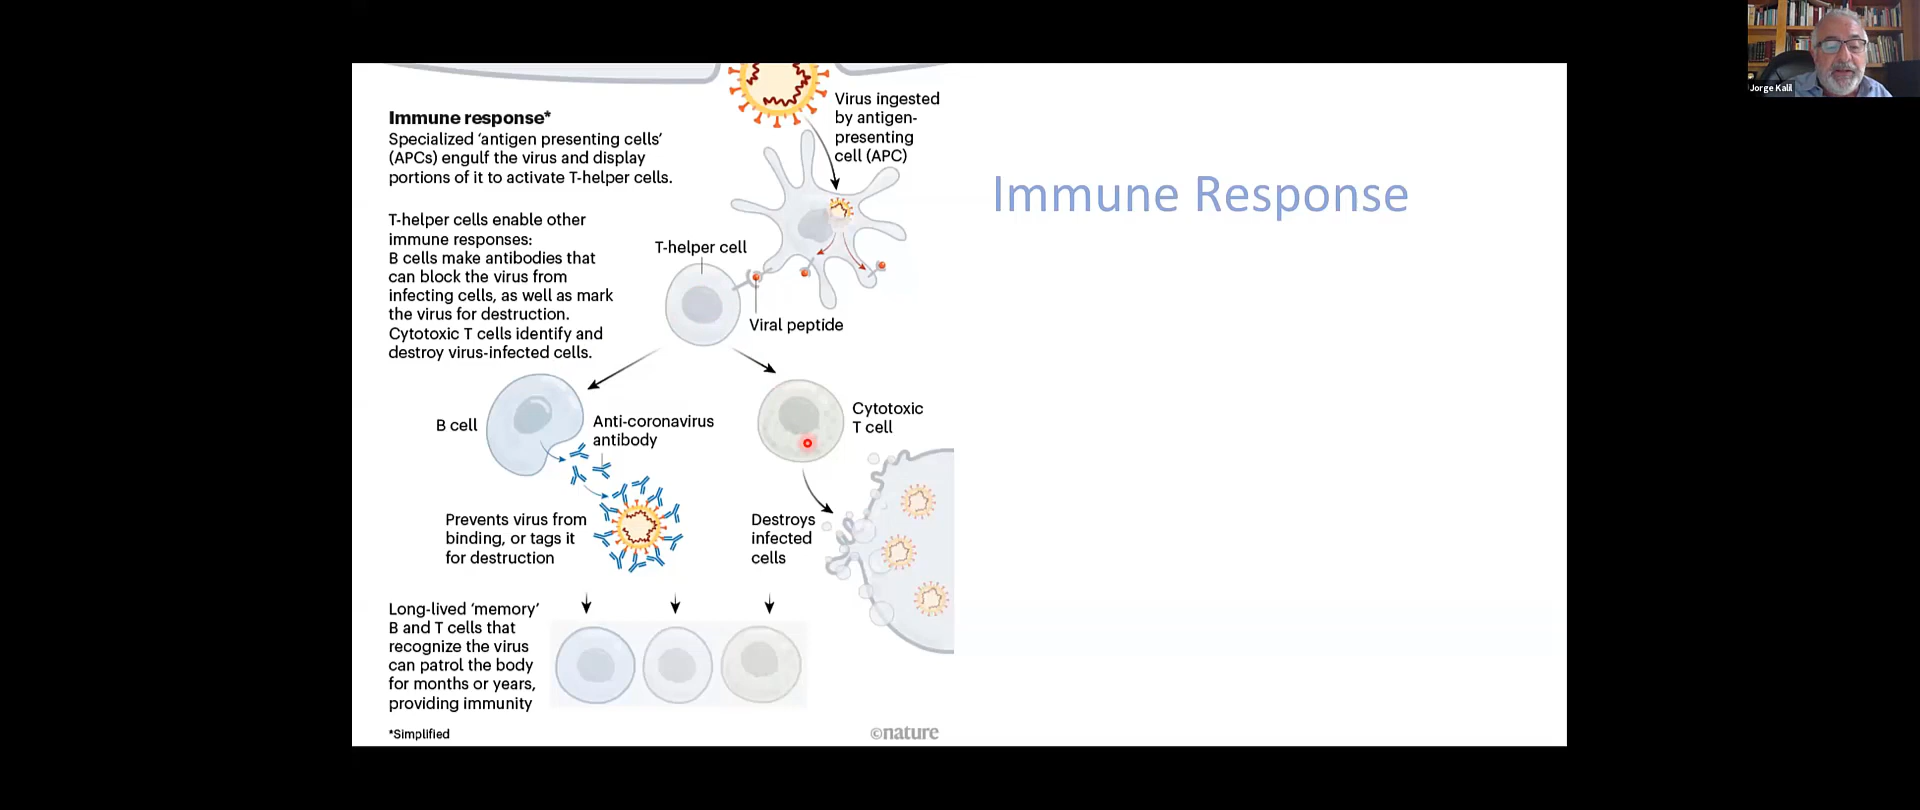 Jorge Kalil
Immune Response
Immune response*
Specialized ‘antigen presenting cells’
(APCs) engulf the virus and display
portions of it to activate T-helper cells.
T-helper cells enable other
immune responses:
B cells make antibodies that
can block the virus from
infecting cells, as well as mark
the virus for destruction.
Cytotoxic T cells identify and
destroy virus-infected cells.
Virus ingested
by antigen-
presenting
cell (APC)
T-helper cell
Viral peptide
B cell
Anti-coronavirus
antibody
Cytotoxic
T cell
Prevents virus from
binding, or tags it
for destruction
Destroys
infected
cells
Long-lived ‘memory’
B and T cells that
recognize the virus
can patrol the body
for months or years,
providing immunity
*Simplified
©nature